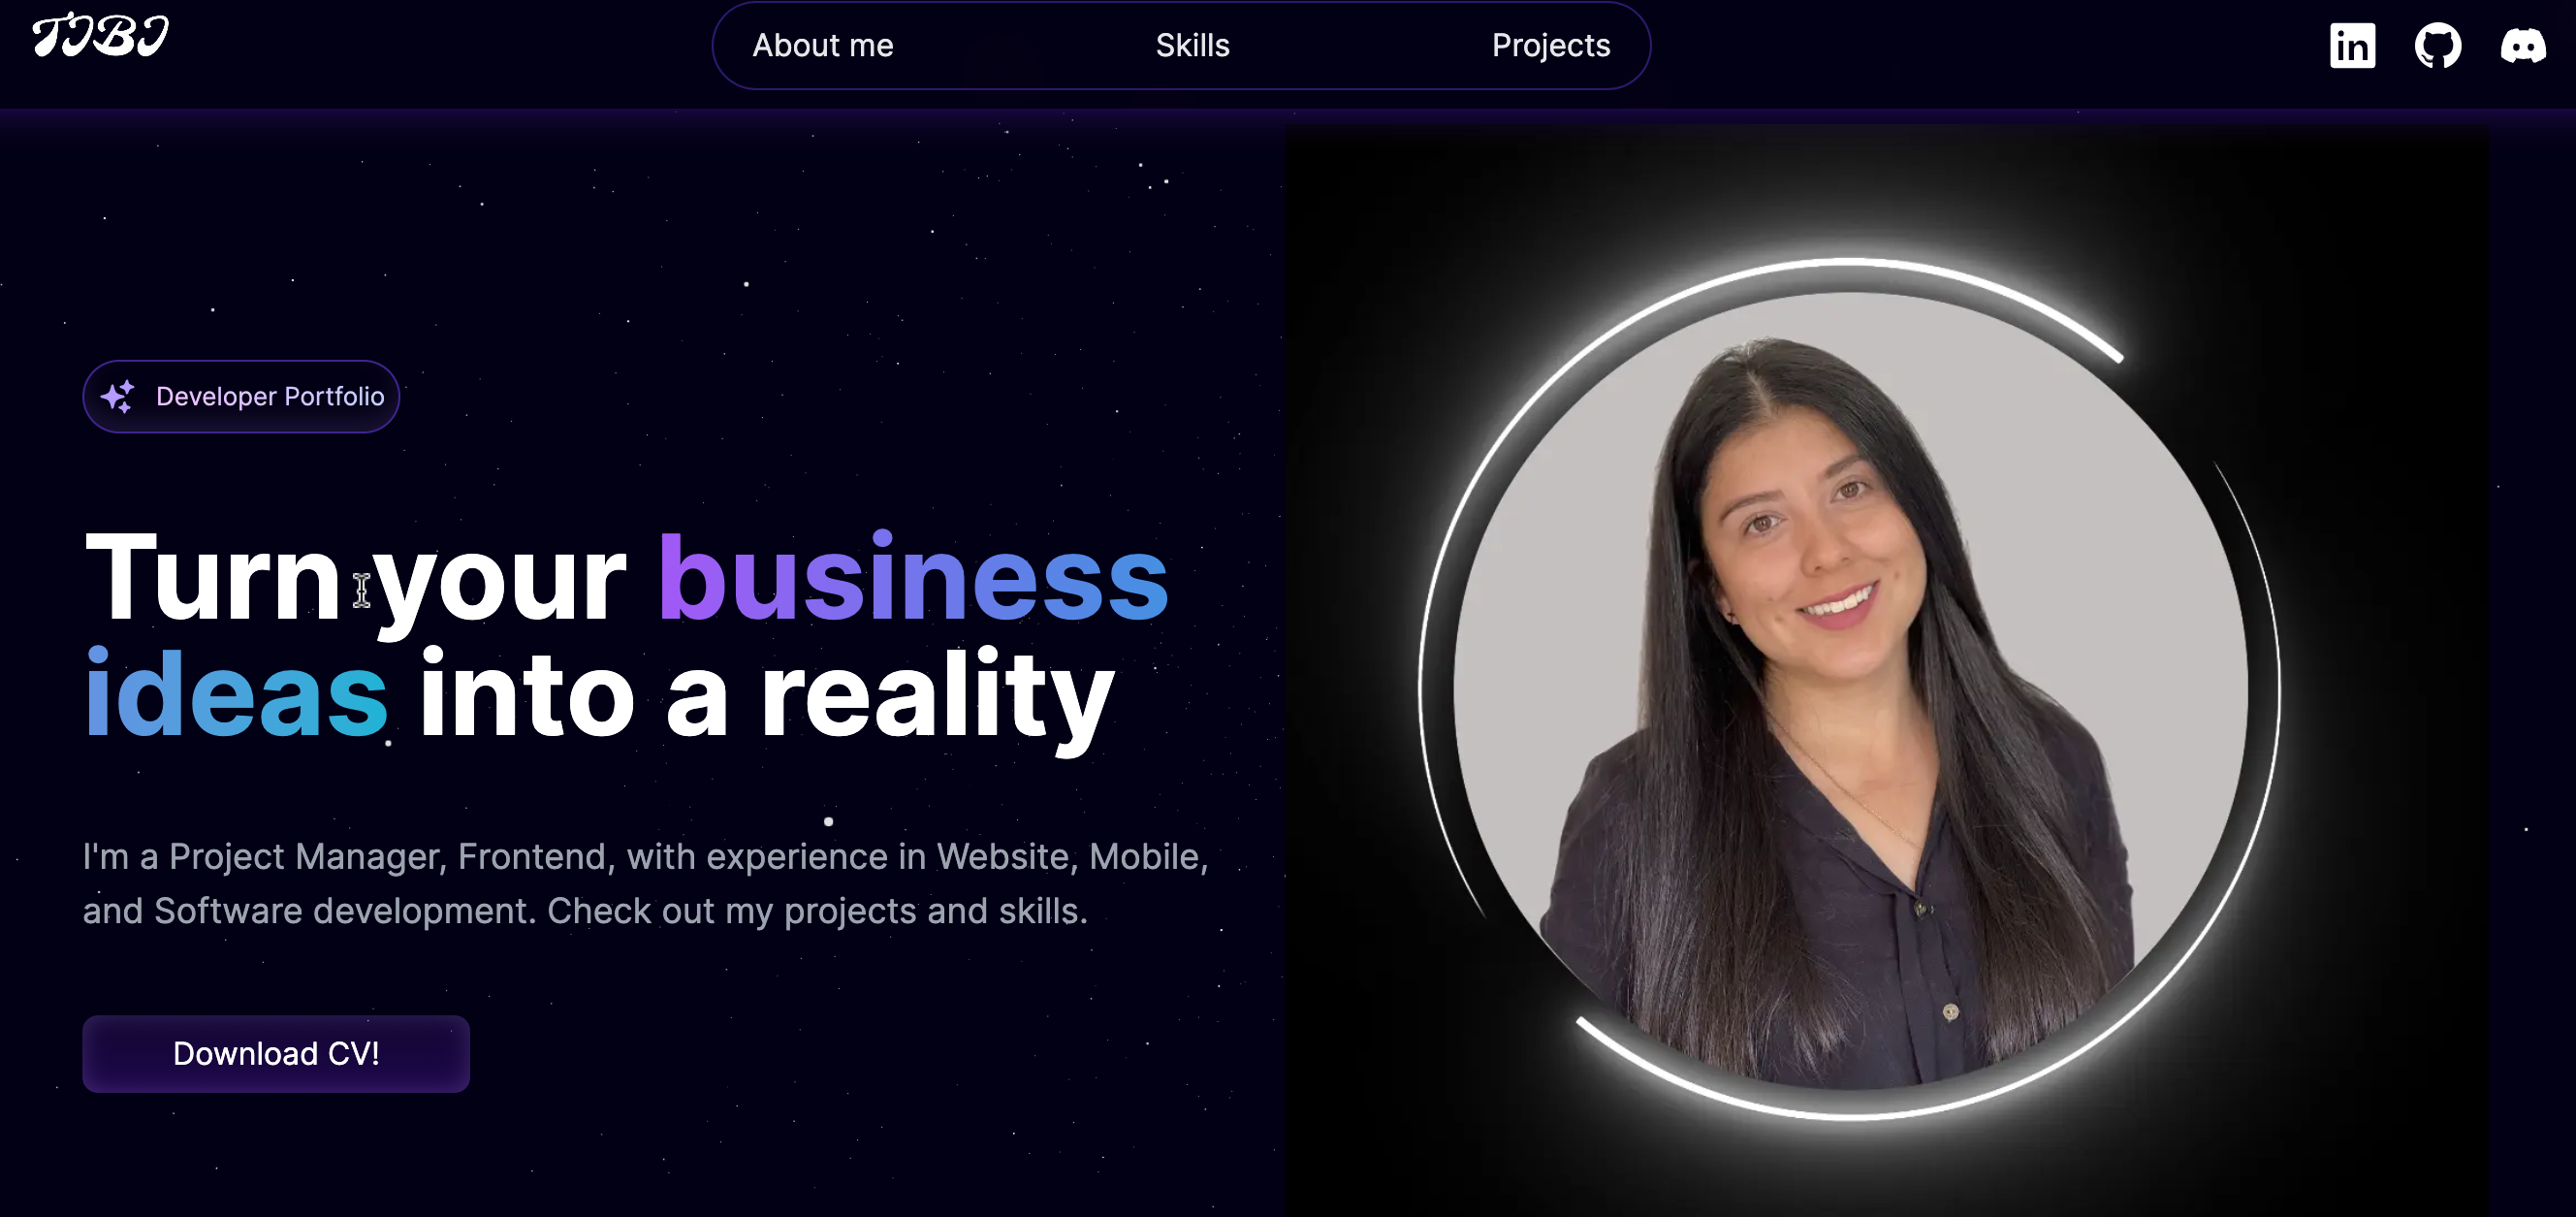 TJBJ
About me Skills Projects
in
Developer Portfolio
Turn your business
ideas into a reality
I'm a Project Manager, Frontend, with experience in Website, Mobile,
and Software development. Check out my projects and skills.
Download CV!